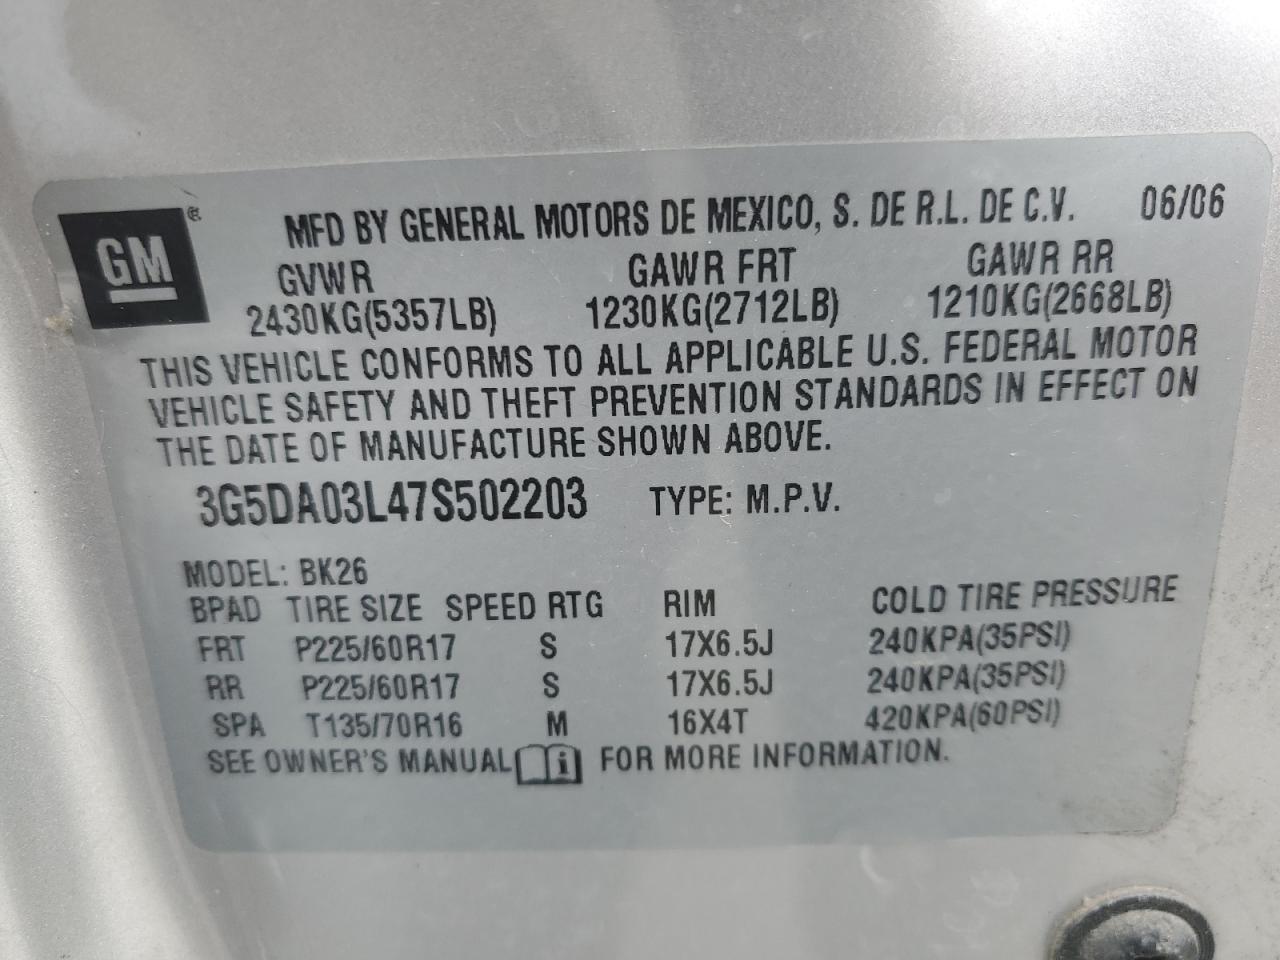 GM ®
MFD BY GENERAL MOTORS DE MEXICO, S. DE R.L. DE C.V. 06/06
GVWR GAWR FRT GAWR RR
2430KG(5357LB) 1230KG(2712LB) 1210KG(2668LB)
THIS VEHICLE CONFORMS TO ALL APPLICABLE U.S. FEDERAL MOTOR
VEHICLE SAFETY AND THEFT PREVENTION STANDARDS IN EFFECT ON
THE DATE OF MANUFACTURE SHOWN ABOVE.
3G5DA03L47S502203 TYPE: M.P.V.
MODEL: BK26
BPAD TIRE SIZE SPEED RTG RIM COLD TIRE PRESSURE
FRT P225/60R17 S 17X6.5J 240KPA(35PSI)
RR P225/60R17 S 17X6.5J 240KPA(35PSI)
SPA T135/70R16 M 16X4T 420KPA(60PSI)
SEE OWNER'S MANUAL i FOR MORE INFORMATION.